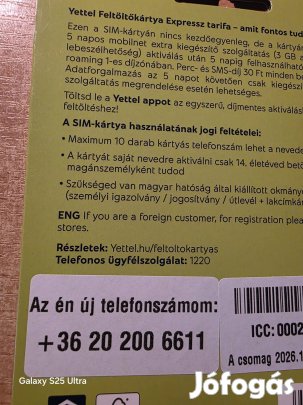 Yettel Feltöltőkártya Expressz tarifa – amit fontos tud
Ezen a SIM-kártyán nincs kezdőegyenleg, de a kártya
5 napos mobilnet extra kiegészítő szolgáltatás (3 GB
lebeszélhetőség) aktiválás után 5 napig felhasználha
roaming 1-es díjzónában. Perc- és SMS-díj 30 Ft minden b
Adatforgalmazás az 5 napot követően csak kiegész
szolgáltatás megrendelése esetén lehetséges.
Töltsd le a Yettel appot az egyszerű, díjmentes aktiválás
feltöltéshez!
A SIM-kártya használatának jogi feltételei:
• Maximum 10 darab kártyás telefonszám lehet a neved
• A kártyát saját nevedre aktiválni csak 14. életéved bet
magánszemélyként tudod
• Szükséged van magyar hatóság által kiállított okmány
(személyi igazolvány / jogosítvány / útlevél + lakcímkár
ENG If you are a foreign customer, for registration pleas
stores.
Részletek: Yettel.hu/feltoltokartyas
Telefonos ügyfélszolgálat: 1220
Az én új telefonszámom:
+36 20 200 6611
ICC: 0002
A csomag 2026.1
Galaxy S25 Ultra
Jófogás